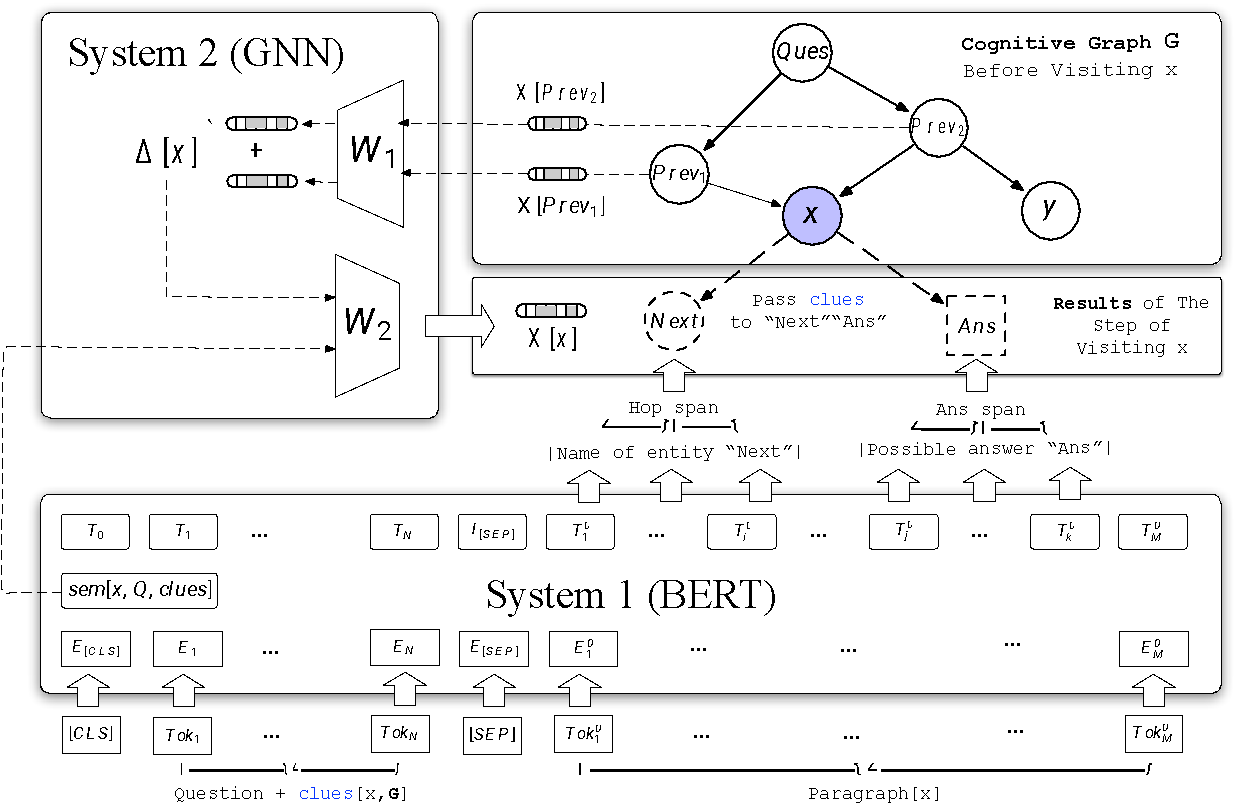 System 2 (GNN)
Ques
Cognitive Graph G
Before Visiting x
X[Prev2]
Δ[x]
+
W1
Prev2
Prev1
X[Prev1]
x
y
W2
X[x]
Next
Pass clues
to “Next”“Ans”
Ans
Results of The
Step of
Visiting x
Hop span
Ans span
|Name of entity “Next”|
|Possible answer “Ans”|
T0
T1
...
TN
...
...
...
sem[x, Q, clues]
System 1 (BERT)
E[CLS]
E1
...
EN
E[SEP]
...
...
...
[CLS]
Tok1
...
TokN
[SEP]
...
...
...
Question + clues[x,G]
Paragraph[x]